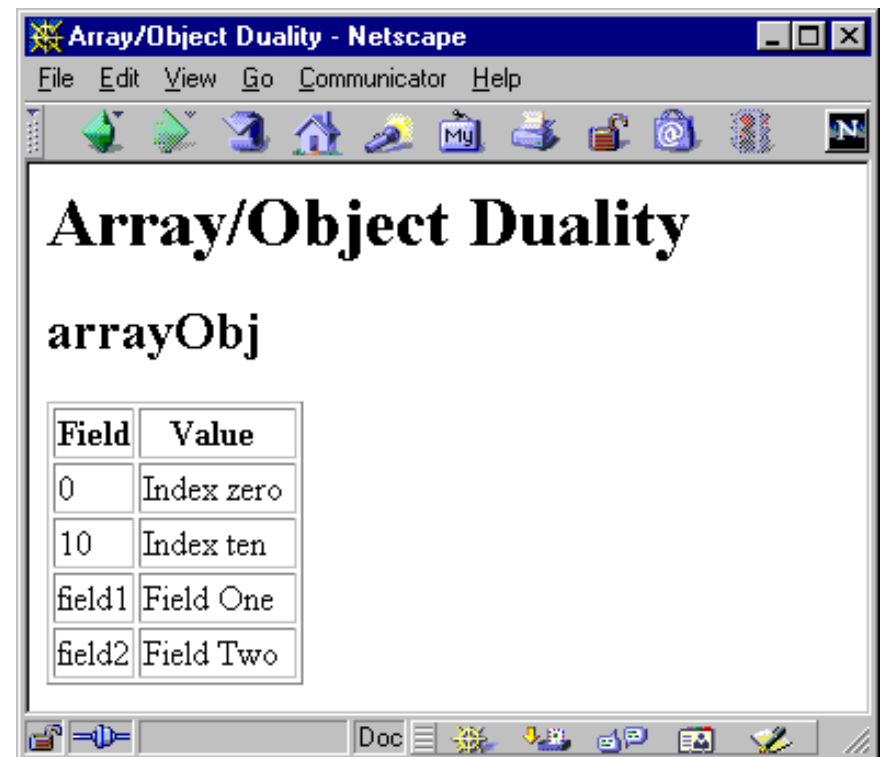 Array/Object Duality - Netscape
File Edit View Go Communicator Help
My
N
Array/Object Duality
arrayObj
Field Value
0 Index zero
10 Index ten
field1 Field One
field2 Field Two
Doc